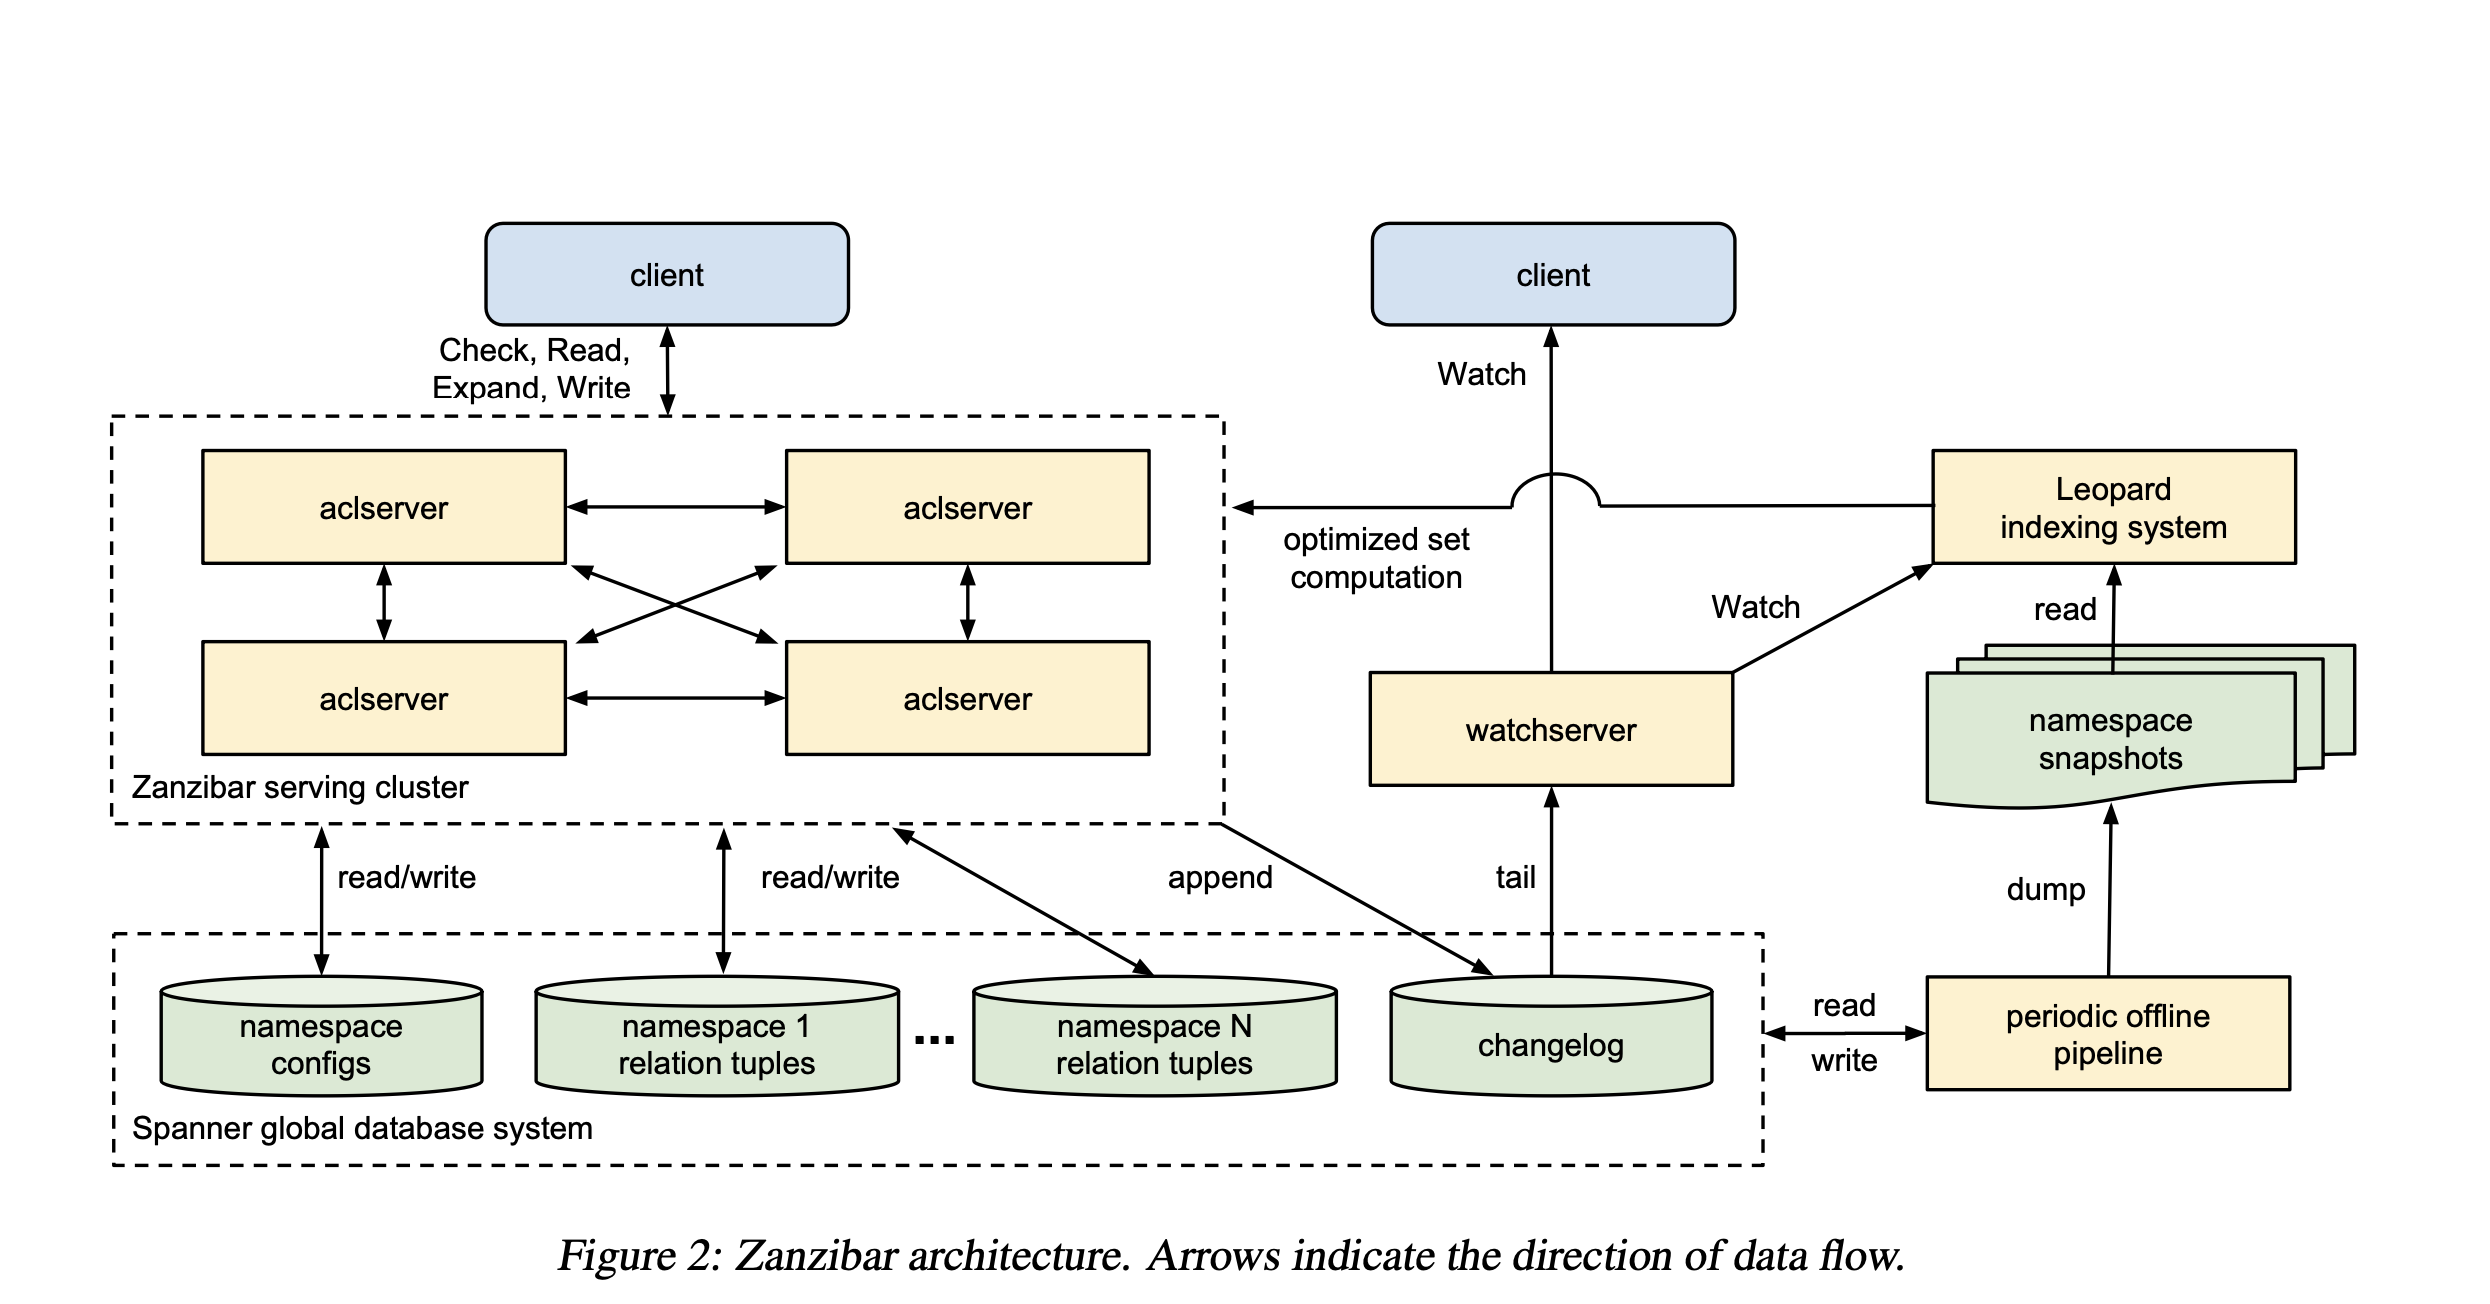 client
client
Check, Read,
Expand, Write
Watch
aclserver
aclserver
Leopard
indexing system
optimized set
computation
Watch
read
aclserver
aclserver
watchserver
namespace
snapshots
Zanzibar serving cluster
read/write
read/write
append
tail
dump
namespace
configs
namespace 1
relation tuples
...
namespace N
relation tuples
changelog
read
write
periodic offline
pipeline
Spanner global database system
Figure 2: Zanzibar architecture. Arrows indicate the direction of data flow.